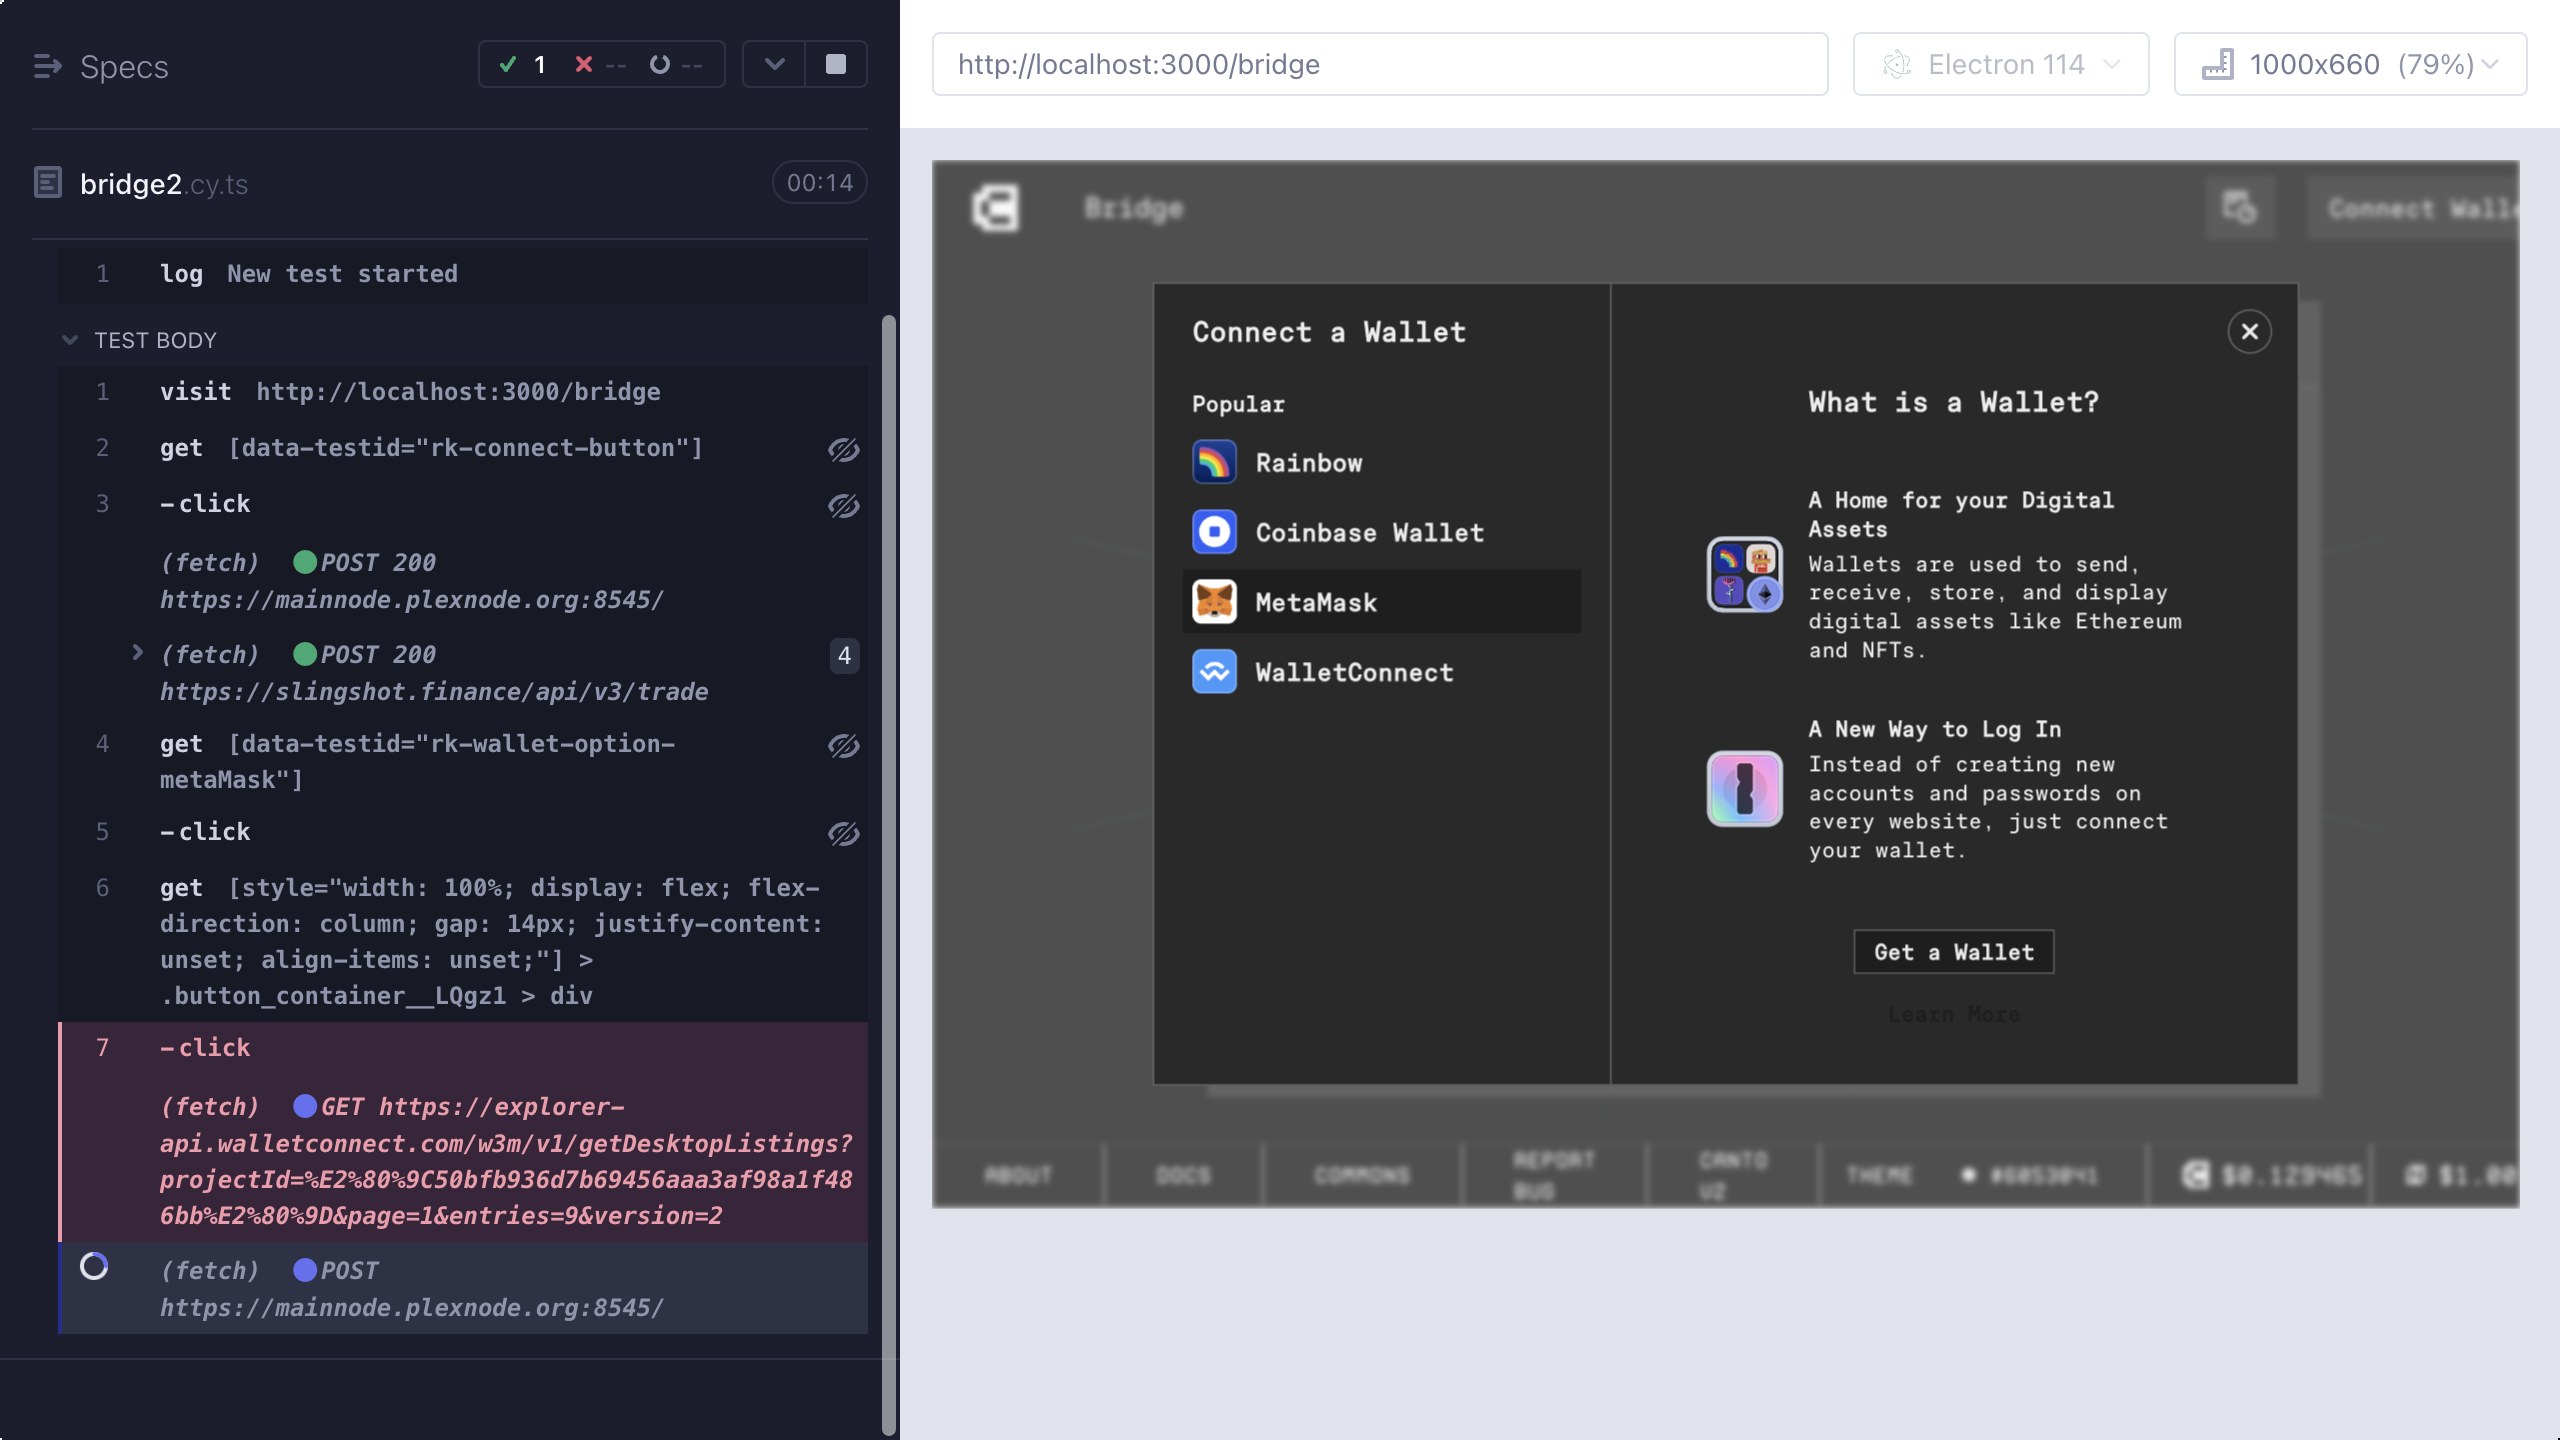 Specs
1 -- --
bridge2.cy.ts 00:14
1 log New test started
TEST BODY
1 visit http://localhost:3000/bridge
2 get [data-testid="rk-connect-button"]
3 -click
(fetch) POST 200
https://mainnode.plexnode.org:8545/
(fetch) POST 200 4
https://slingshot.finance/api/v3/trade
4 get [data-testid="rk-wallet-option-
metaMask"]
5 -click
6 get [style="width: 100%; display: flex; flex-
direction: column; gap: 14px; justify-content:
unset; align-items: unset;"] >
.button_container__LQgz1 > div
7 -click
(fetch) GET https://explorer-
api.walletconnect.com/w3m/v1/getDesktopListings?
projectId=%E2%80%9C50bfb936d7b69456aaa3af98a1f48
6bb%E2%80%9D&page=1&entries=9&version=2
(fetch) POST
https://mainnode.plexnode.org:8545/
http://localhost:3000/bridge
Electron 114
1000x660 (79%)
Bridge
Connect Walle
Connect a Wallet
Popular
Rainbow
Coinbase Wallet
MetaMask
WalletConnect
What is a Wallet?
A Home for your Digital
Assets
Wallets are used to send,
receive, store, and display
digital assets like Ethereum
and NFTs.
A New Way to Log In
Instead of creating new
accounts and passwords on
every website, just connect
your wallet.
Get a Wallet
Learn More
ABOUT
DOCS
COMMONS
REPORT
BUG
CANTO
V2
THEME
$0.129465
$1.00